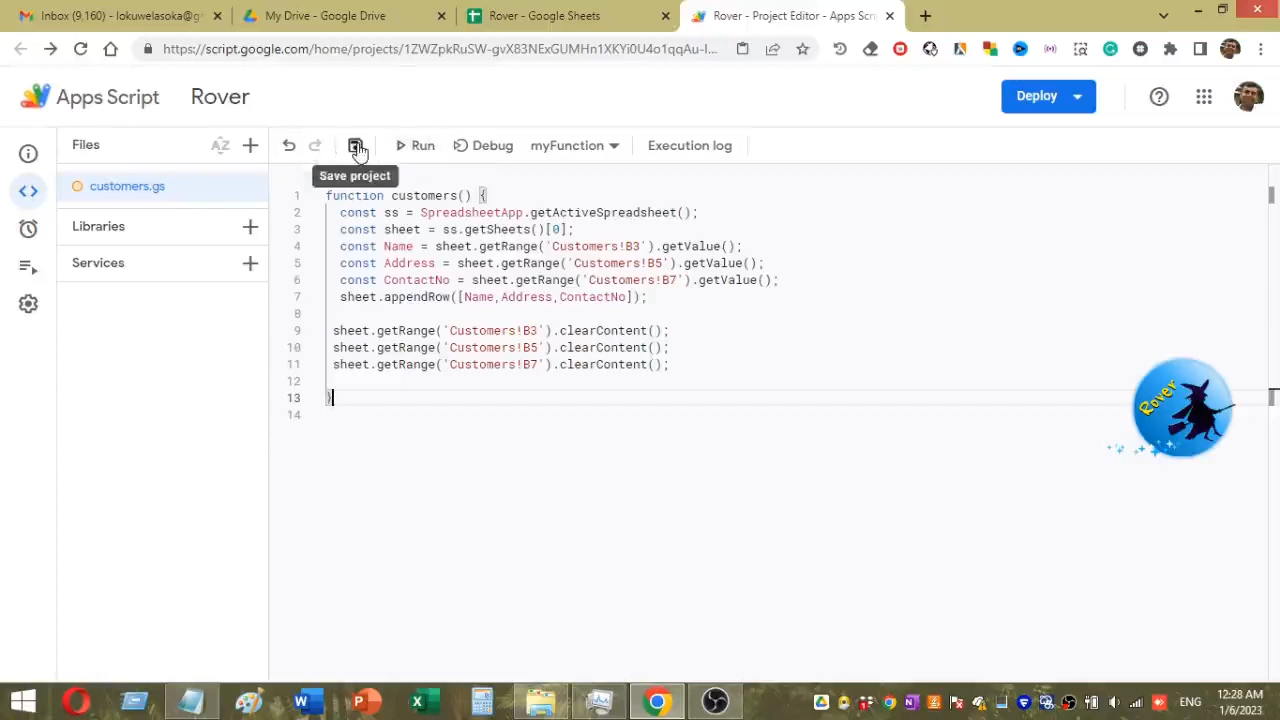 Inbox (9,160) - lokuwelasoka@g
My Drive - Google Drive
Rover - Google Sheets
Rover - Project Editor - Apps Scri
https://script.google.com/home/projects/1ZWZpkRuSW-gvX83NExGUMHn1XKYi0U4o1qqAu-I...
Apps Script
Rover
Deploy
Files
Run
Debug
myFunction
Execution log
Save project
customers.gs
Libraries
Services
1 function customers() {
2 const ss = SpreadsheetApp.getActiveSpreadsheet();
3 const sheet = ss.getSheets()[0];
4 const Name = sheet.getRange('Customers!B3').getValue();
5 const Address = sheet.getRange('Customers!B5').getValue();
6 const ContactNo = sheet.getRange('Customers!B7').getValue();
7 sheet.appendRow([Name,Address,ContactNo]);
8
9 sheet.getRange('Customers!B3').clearContent();
10 sheet.getRange('Customers!B5').clearContent();
11 sheet.getRange('Customers!B7').clearContent();
12
13 }
14
Rover
ENG
12:28 AM
1/6/2023